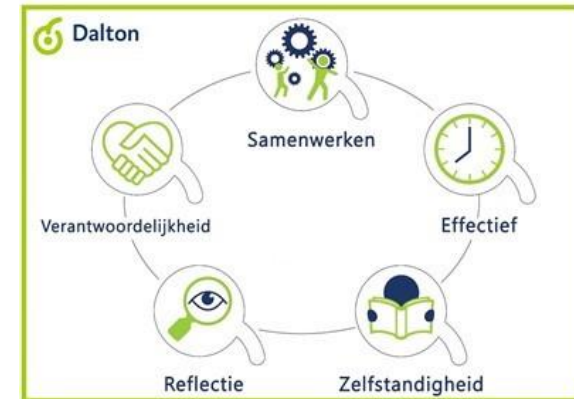 Dalton
Samenwerken
Effectief
Verantwoordelijkheid
Reflectie
Zelfstandigheid